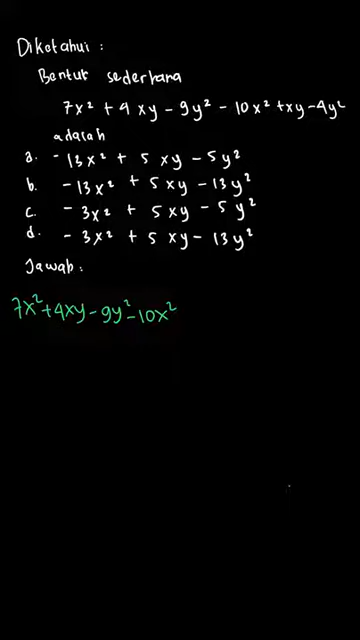 Diketahui :
Bentuk sederhana
7x² + 4xy - 9y² - 10x² + xy - 4y²
adalah
a. - 13x² + 5xy - 5y²
b. - 13x² + 5xy - 13y²
c. - 3x² + 5xy - 5y²
d. - 3x² + 5xy - 13y²
Jawab :
7x² + 4xy - 9y² - 10x²